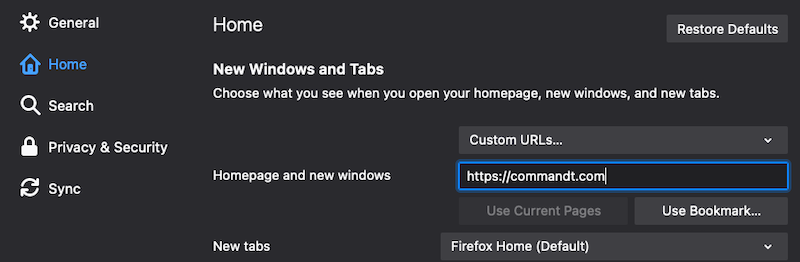 General
Home
Search
Privacy & Security
Sync
Home
Restore Defaults
New Windows and Tabs
Choose what you see when you open your homepage, new windows, and new tabs.
Custom URLs...
Homepage and new windows
https://commandt.com
Use Current Pages
Use Bookmark...
New tabs
Firefox Home (Default)